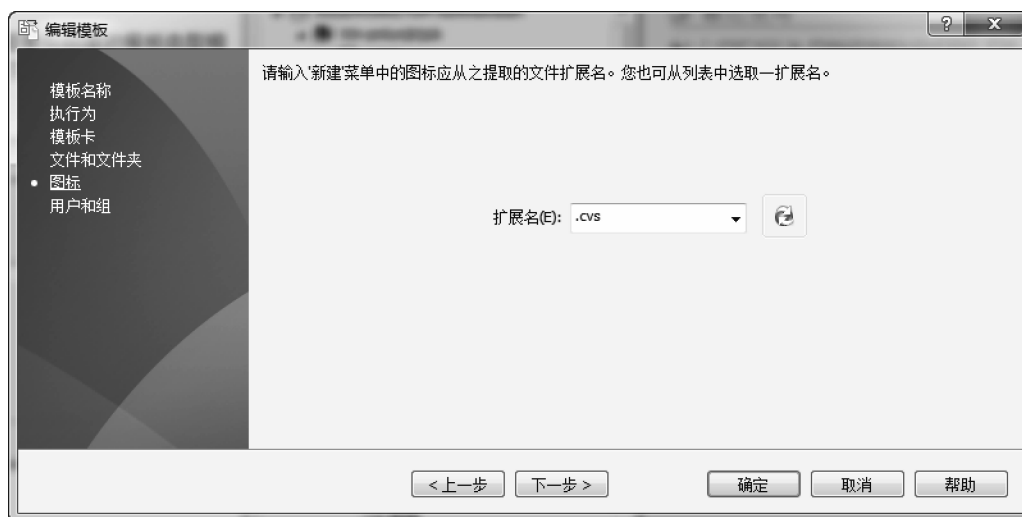 编辑模板
请输入'新建'菜单中的图标应从之提取的文件扩展名。您也可从列表中选取一扩展名。
模板名称
执行为
模板卡
文件和文件夹
图标
用户和组
扩展名(E): .cvs
<上一步 下一步> 确定 取消 帮助